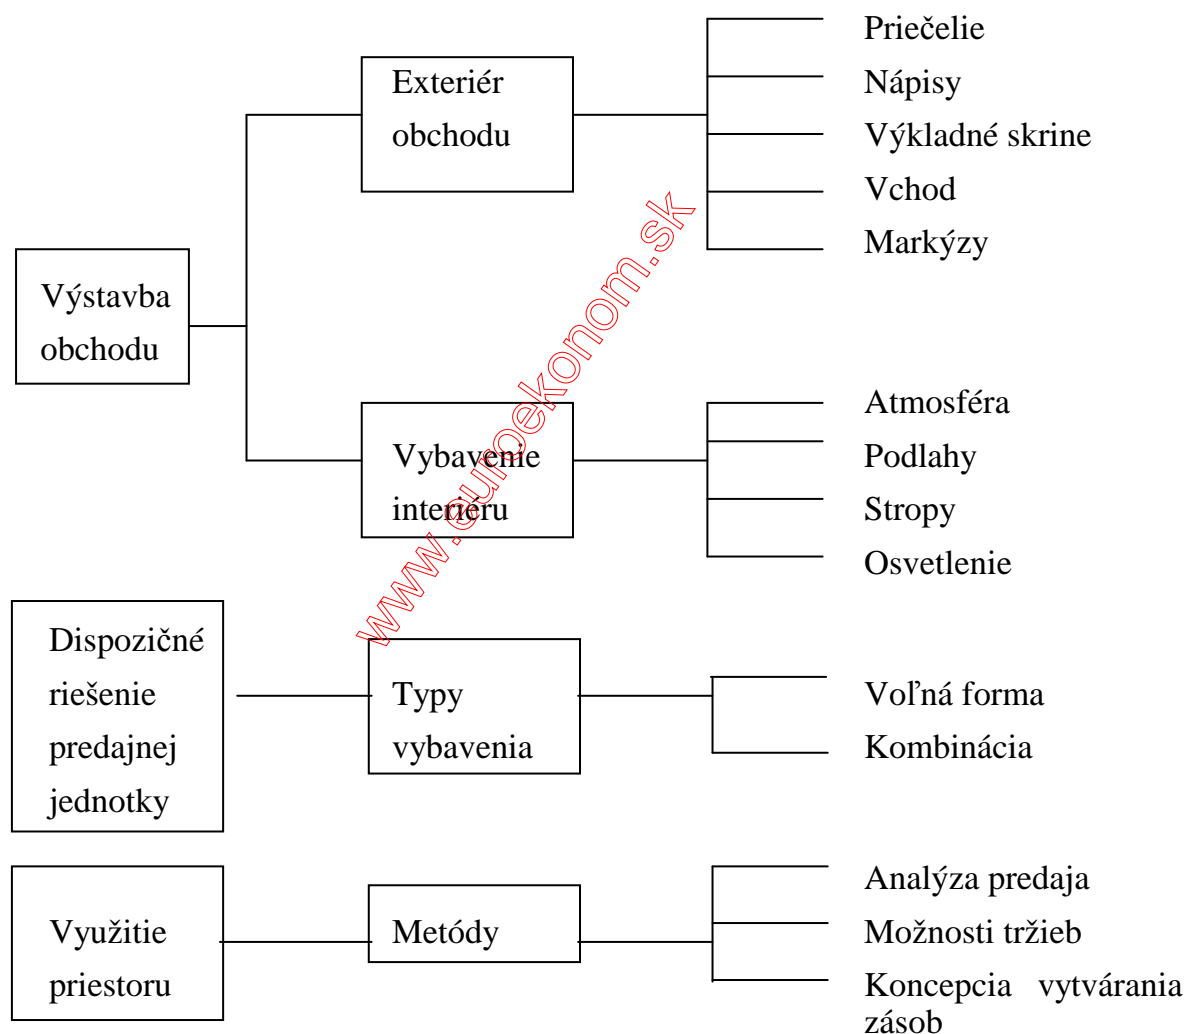 Priečelie
Nápisy
Výkladné skrine
Vchod
Markýzy
Exteriér
obchodu
Výstavba
obchodu
Vybavenie
interiéru
Atmosféra
Podlahy
Stropy
Osvetlenie
www.euroekonom.sk
Dispozičné
riešenie
predajnej
jednotky
Typy
vybavenia
Voľná forma
Kombinácia
Využitie
priestoru
Metódy
Analýza predaja
Možnosti tržieb
Koncepcia vytvárania
zásob